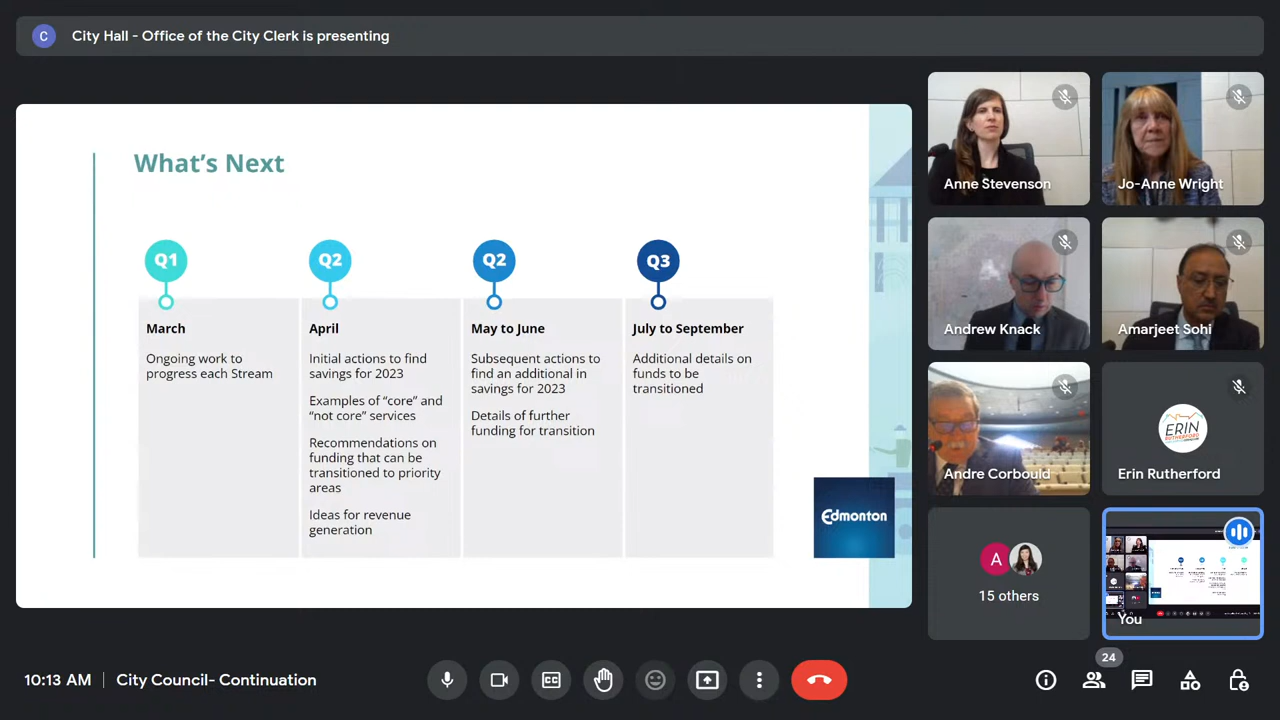 C
City Hall - Office of the City Clerk is presenting
What's Next
Q1
Q2
Q2
Q3
March
Ongoing work to
progress each Stream
April
Initial actions to find
savings for 2023
Examples of “core” and
“not core” services
Recommendations on
funding that can be
transitioned to priority
areas
Ideas for revenue
generation
May to June
Subsequent actions to
find an additional in
savings for 2023
Details of further
funding for transition
July to September
Additional details on
funds to be
transitioned
Edmonton
Anne Stevenson
Jo-Anne Wright
Andrew Knack
Amarjeet Sohi
Andre Corbould
ERIN
RUTHERFORD
Erin Rutherford
A
15 others
You
10:13 AM
City Council- Continuation
CC
24